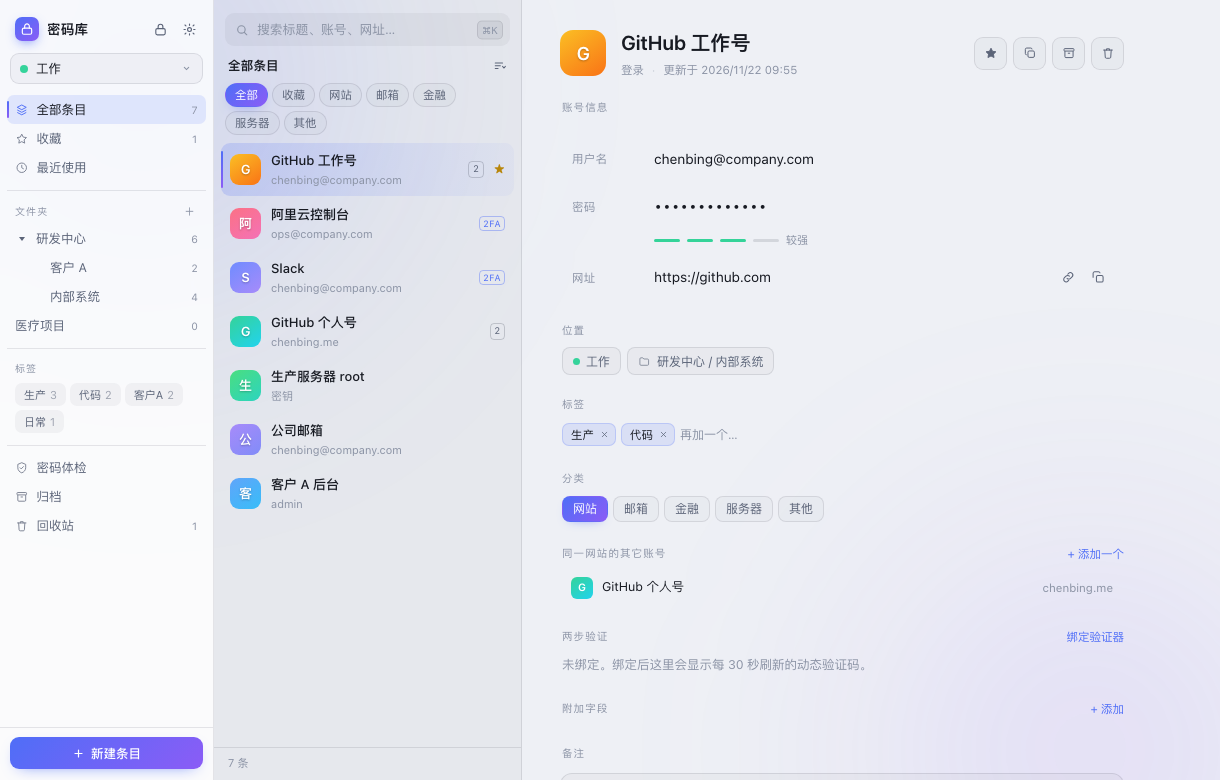 密码库
工作
全部条目 7
收藏 1
最近使用
文件夹
研发中心 6
客户 A 2
内部系统 4
医疗项目 0
标签
生产 3 代码 2 客户A 2
日常 1
密码体检
归档
回收站 1
+ 新建条目
搜索标题、账号、网址... ⌘K
全部条目
全部 收藏 网站 邮箱 金融
服务器 其他
G GitHub 工作号 2
chenbing@company.com
阿 阿里云控制台 2FA
ops@company.com
S Slack 2FA
chenbing@company.com
G GitHub 个人号 2
chenbing.me
生 生产服务器 root
密钥
公 公司邮箱
chenbing@company.com
客 客户 A 后台
admin
7 条
G GitHub 工作号
登录 · 更新于 2026/11/22 09:55
账号信息
用户名 chenbing@company.com
密码 •••••••••••••
较强
网址 https://github.com
位置
工作 研发中心 / 内部系统
标签
生产 × 代码 × 再加一个...
分类
网站 邮箱 金融 服务器 其他
同一网站的其它账号 + 添加一个
G GitHub 个人号 chenbing.me
两步验证 绑定验证器
未绑定。绑定后这里会显示每 30 秒刷新的动态验证码。
附加字段 + 添加
备注